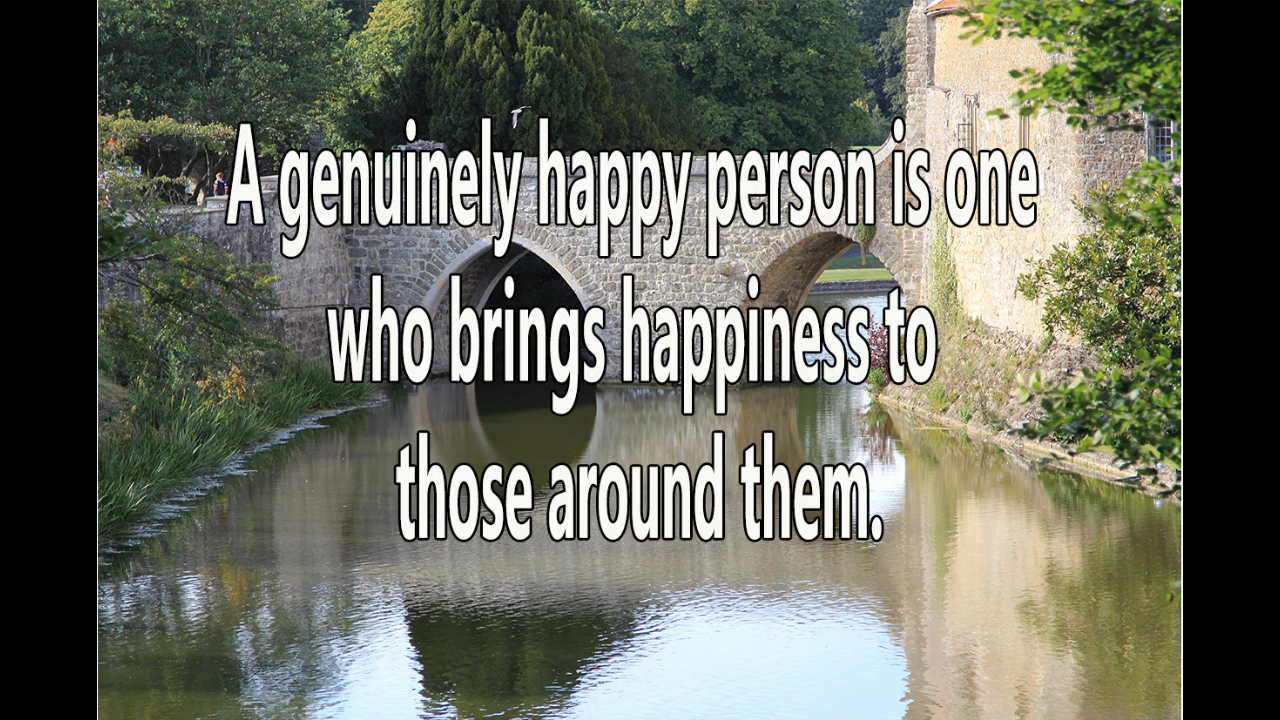 A genuinely happy person is one
who brings happiness to
those around them.